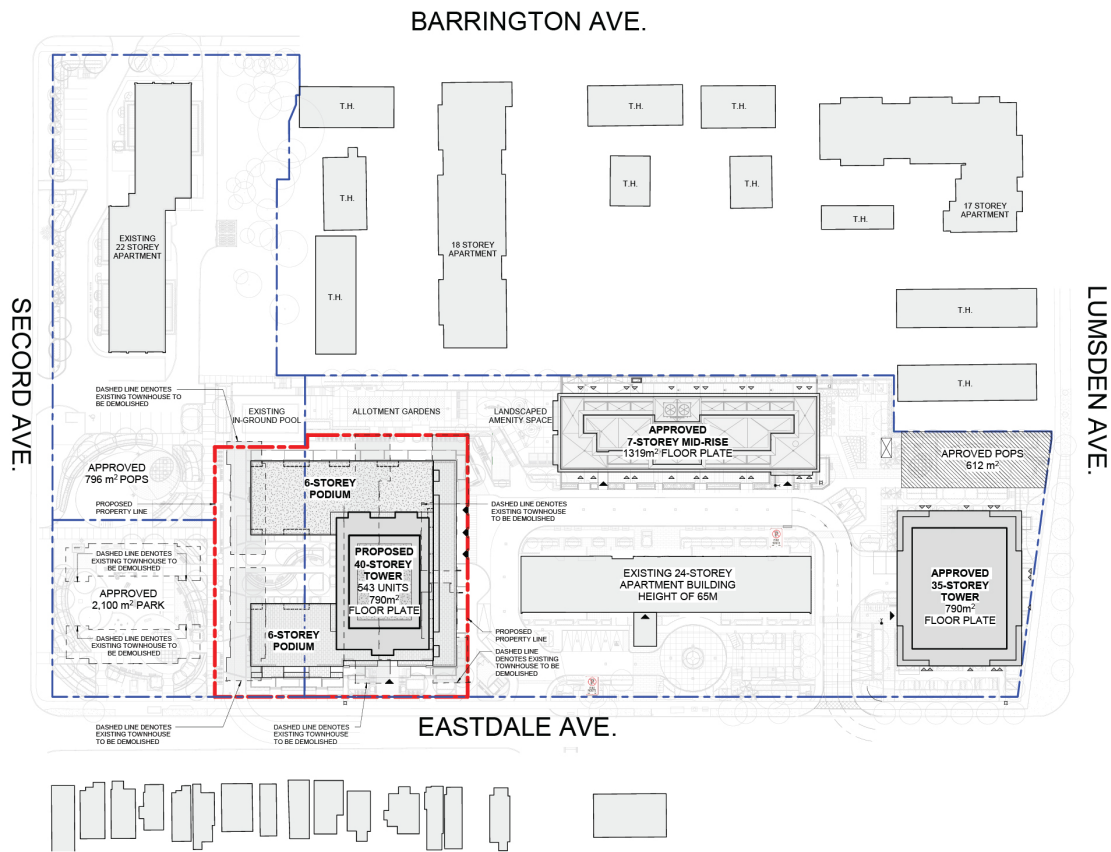 BARRINGTON AVE.
T.H.
T.H.
T.H.
T.H.
T.H.
T.H.
T.H.
17 STOREY
APARTMENT
EXISTING
22 STOREY
APARTMENT
18 STOREY
APARTMENT
T.H.
T.H.
T.H.
SECORD AVE.
LUMSDEN AVE.
DASHED LINE DENOTES
EXISTING TOWNHOUSE TO
BE DEMOLISHED
EXISTING
IN-GROUND POOL
ALLOTMENT GARDENS
LANDSCAPED
AMENITY SPACE
APPROVED
7-STOREY MID-RISE
1319m² FLOOR PLATE
APROVED POPS
612 m²
APPROVED
796 m² POPS
PROPOSED
PROPERTY LINE
6-STOREY
PODIUM
DASHED LINE DENOTES
EXISTING TOWNHOUSE
TO BE DEMOLISHED
DASHED LINE DENOTES
EXISTING TOWNHOUSE TO
BE DEMOLISHED
APPROVED
2,100 m² PARK
DASHED LINE DENOTES
EXISTING TOWNHOUSE TO
BE DEMOLISHED
PROPOSED
40-STOREY
TOWER
543 UNITS
790m²
FLOOR PLATE
6-STOREY
PODIUM
EXISTING 24-STOREY
APARTMENT BUILDING
HEIGHT OF 65M
APPROVED
35-STOREY
TOWER
790m²
FLOOR PLATE
PROPOSED
PROPERTY LINE
DASHED LINE
DENOTES EXISTING
TOWNHOUSE TO BE
DEMOLISHED
DASHED LINE DENOTES
EXISTING TOWNHOUSE
TO BE DEMOLISHED
DASHED LINE DENOTES
EXISTING TOWNHOUSE
TO BE DEMOLISHED
EASTDALE AVE.